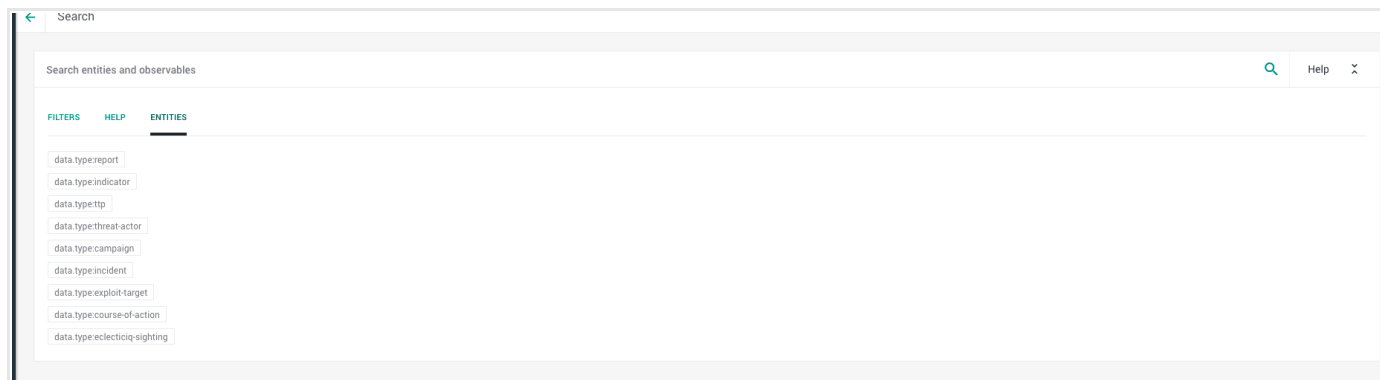 Search
Search entities and observables
Help
FILTERS HELP ENTITIES
data.type:report
data.type:indicator
data.type:ttp
data.type:threat-actor
data.type:campaign
data.type:incident
data.type:exploit-target
data.type:course-of-action
data.type:eclecticiq-sighting